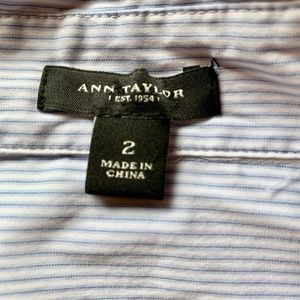 ANN TAYLOR
| EST. 1954 |
2
MADE IN
CHINA